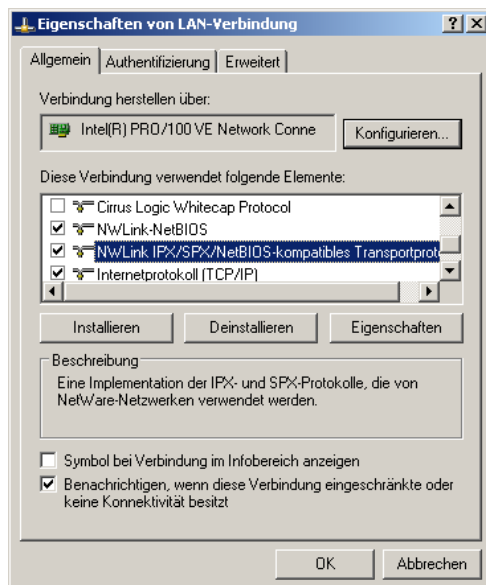 Eigenschaften von LAN-Verbindung
Allgemein Authentifizierung Erweitert
Verbindung herstellen über:
Intel(R) PRO/100 VE Network Conne
Konfigurieren...
Diese Verbindung verwendet folgende Elemente:
Cirrus Logic Whitecap Protocol
NWLink-NetBIOS
NWLink IPX/SPX/NetBIOS-kompatibles Transportproto
Internetprotokoll (TCP/IP)
Installieren Deinstallieren Eigenschaften
Beschreibung
Eine Implementation der IPX- und SPX-Protokolle, die von
NetWare-Netzwerken verwendet werden.
Symbol bei Verbindung im Infobereich anzeigen
Benachrichtigen, wenn diese Verbindung eingeschränkte oder
keine Konnektivität besitzt
OK Abbrechen